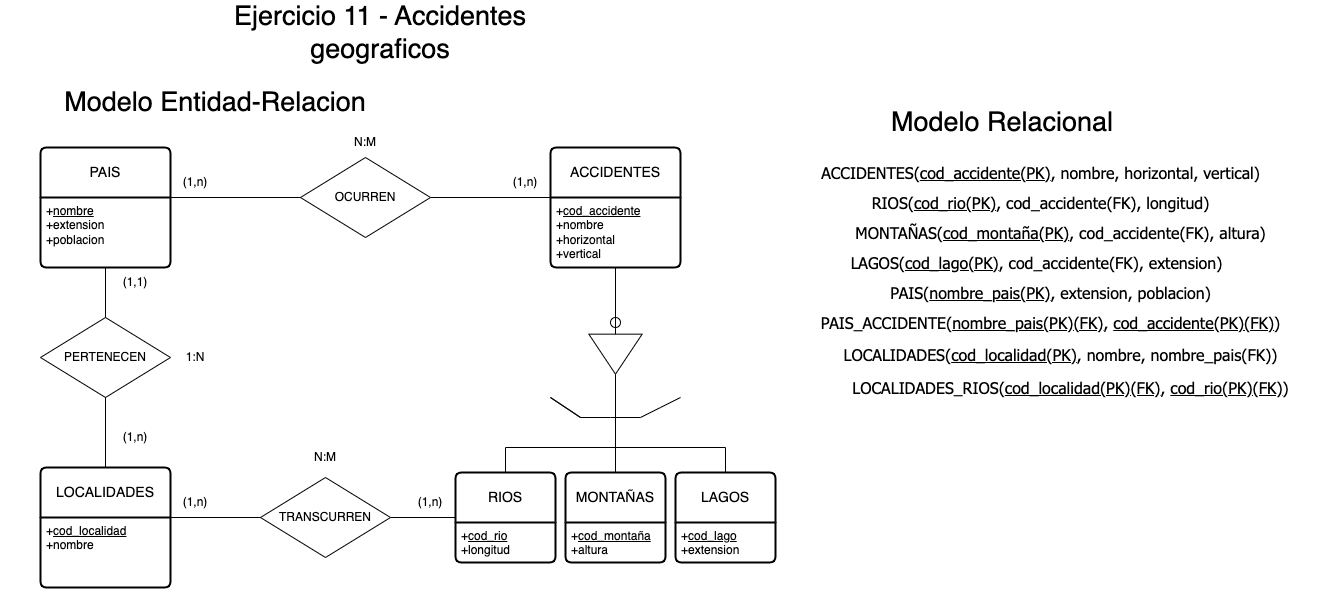 Ejercicio 11 - Accidentes
geograficos
Modelo Entidad-Relacion
N:M
PAIS
+nombre
+extension
+poblacion
(1,n)
OCURREN
(1,n)
ACCIDENTES
+cod_accidente
+nombre
+horizontal
+vertical
(1,1)
PERTENECEN
1:N
(1,n)
N:M
LOCALIDADES
+cod_localidad
+nombre
(1,n)
TRANSCURREN
(1,n)
RIOS
+cod_rio
+longitud
MONTAÑAS
+cod_montaña
+altura
LAGOS
+cod_lago
+extension
Modelo Relacional
ACCIDENTES(cod_accidente(PK), nombre, horizontal, vertical)
RIOS(cod_rio(PK), cod_accidente(FK), longitud)
MONTAÑAS(cod_montaña(PK), cod_accidente(FK), altura)
LAGOS(cod_lago(PK), cod_accidente(FK), extension)
PAIS(nombre_pais(PK), extension, poblacion)
PAIS_ACCIDENTE(nombre_pais(PK)(FK), cod_accidente(PK)(FK))
LOCALIDADES(cod_localidad(PK), nombre, nombre_pais(FK))
LOCALIDADES_RIOS(cod_localidad(PK)(FK), cod_rio(PK)(FK))